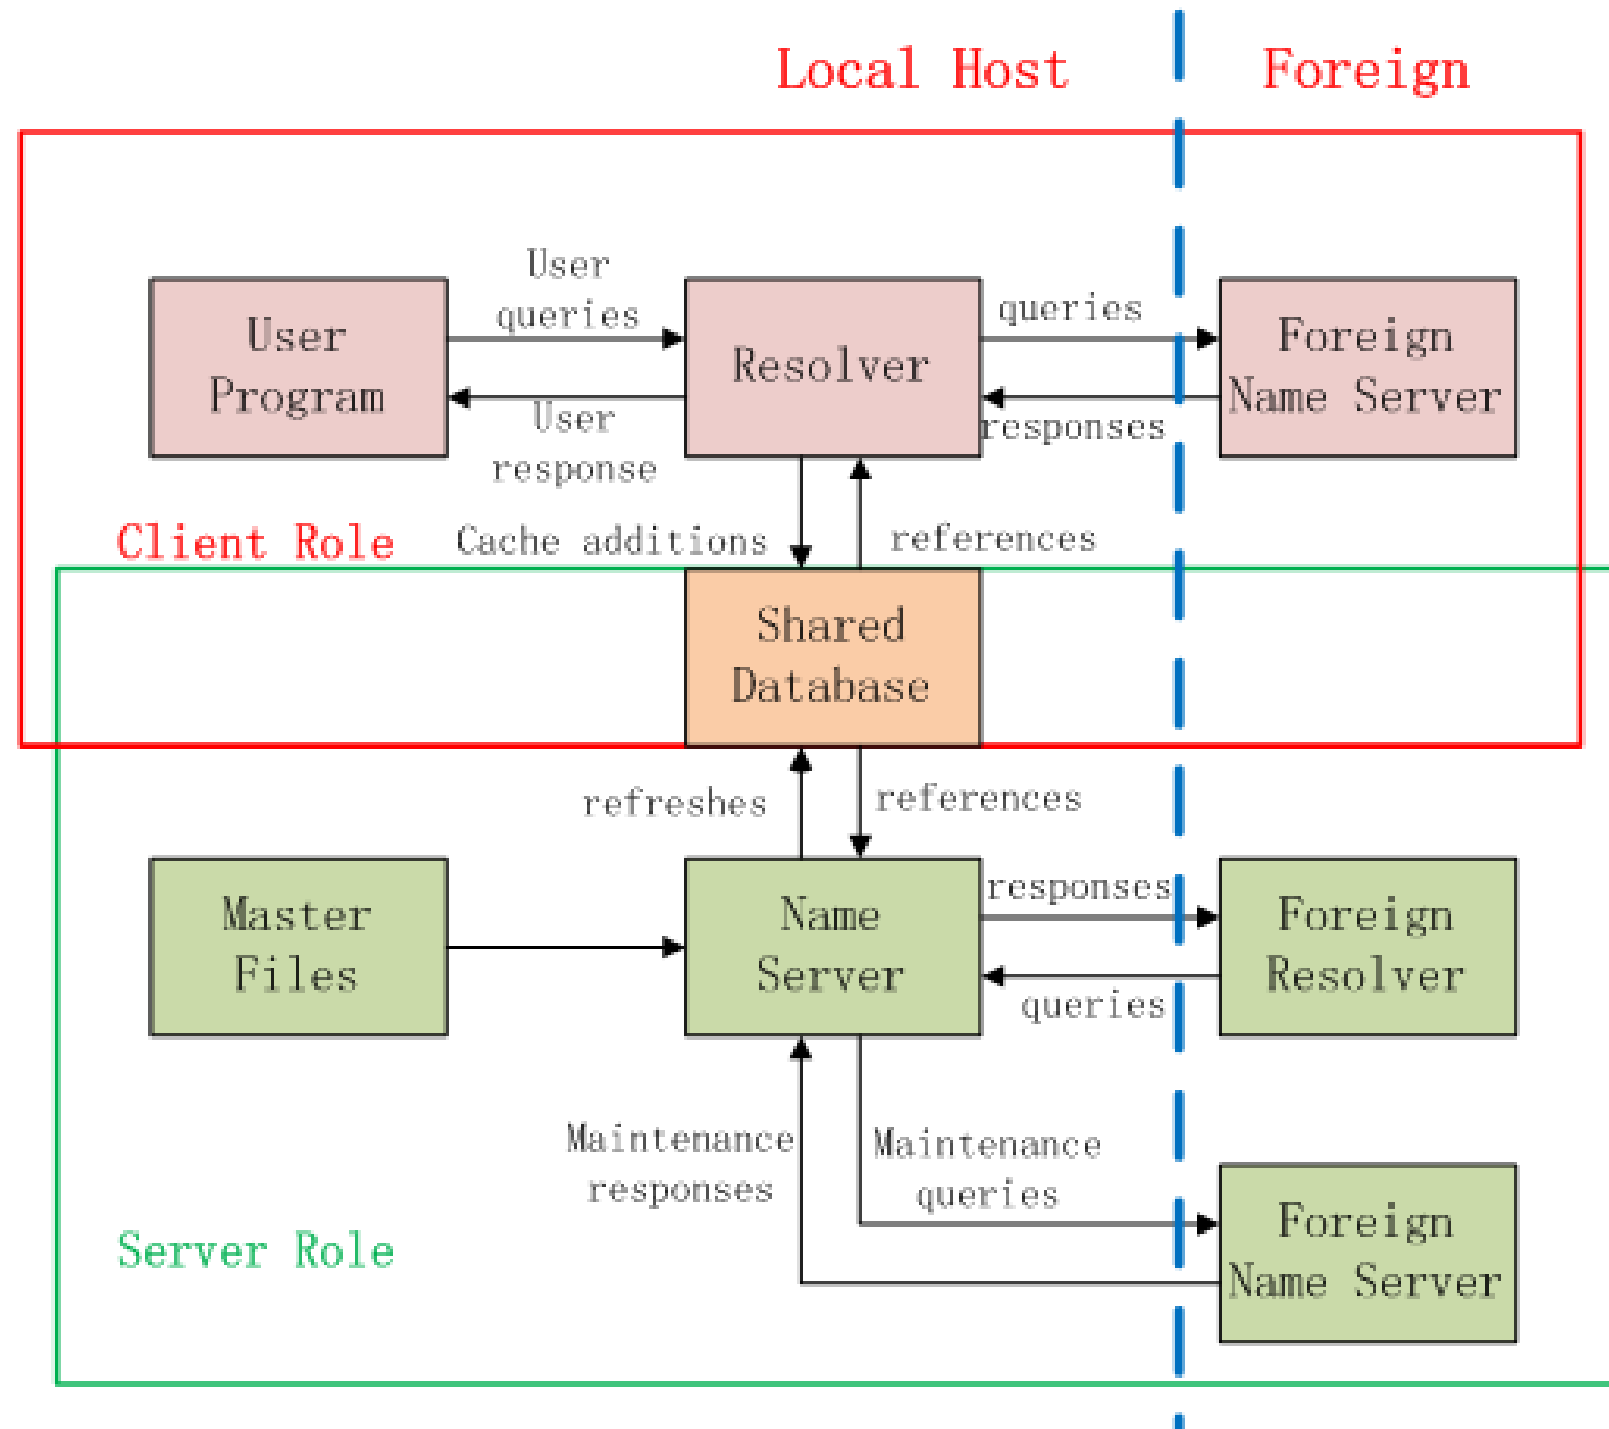 Local Host
Foreign
User
queries
User
Program
Resolver
queries
Foreign
Name Server
User
response
responses
Client Role
Cache additions
references
Shared
Database
refreshes
references
Master
Files
Name
Server
responses
Foreign
Resolver
queries
Maintenance
responses
Maintenance
queries
Foreign
Name Server
Server Role